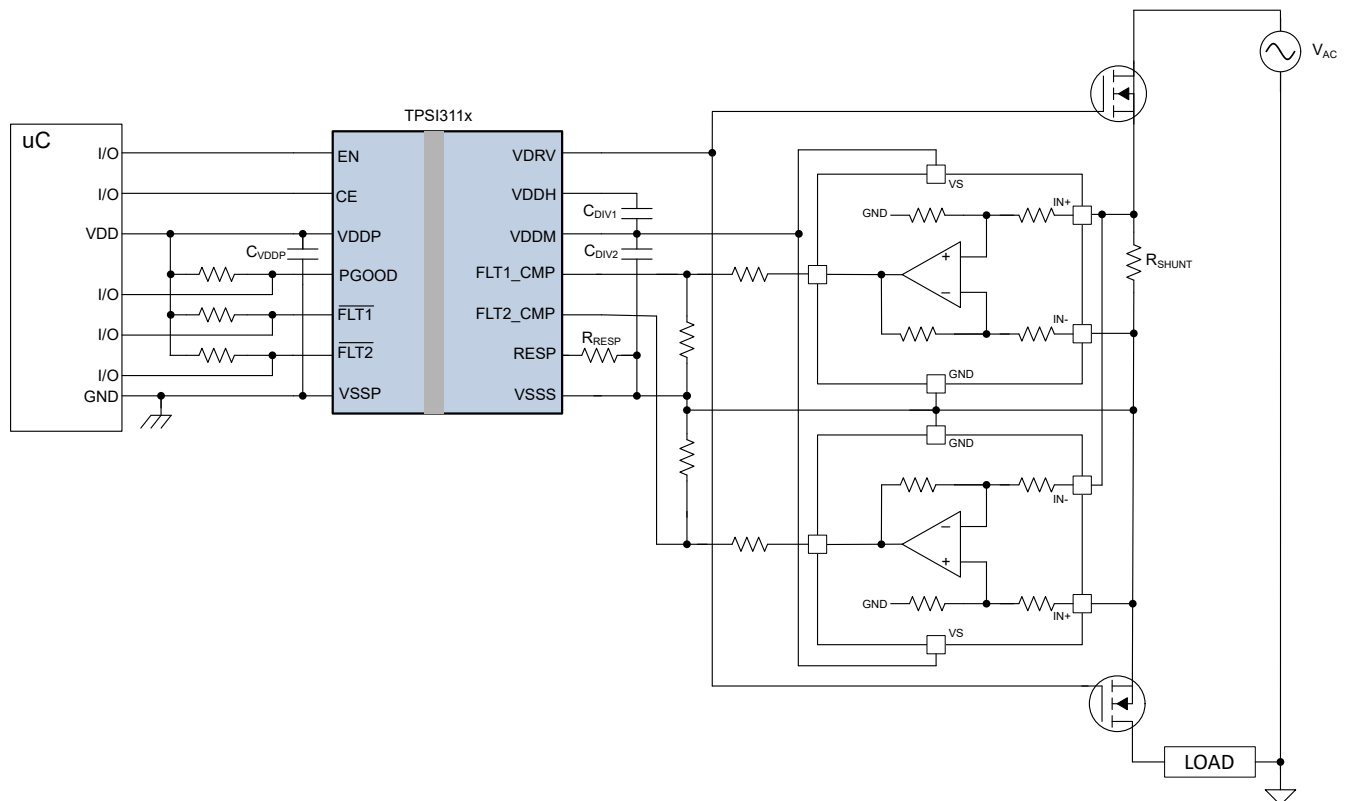 V_AC
TPSI311x
uC
I/O
EN
VDRV
I/O
CE
VDDH
C_DIV1
VDD
C_VDDP
VDDP
VDDM
C_DIV2
PGOOD
FLT1_CMP
I/O
FLT1
FLT2_CMP
I/O
FLT2
RESP
R_RESP
I/O
GND
VSSP
VSSS
VS
GND
IN+
+
−
R_SHUNT
IN-
GND
GND
IN-
−
+
GND
IN+
VS
LOAD